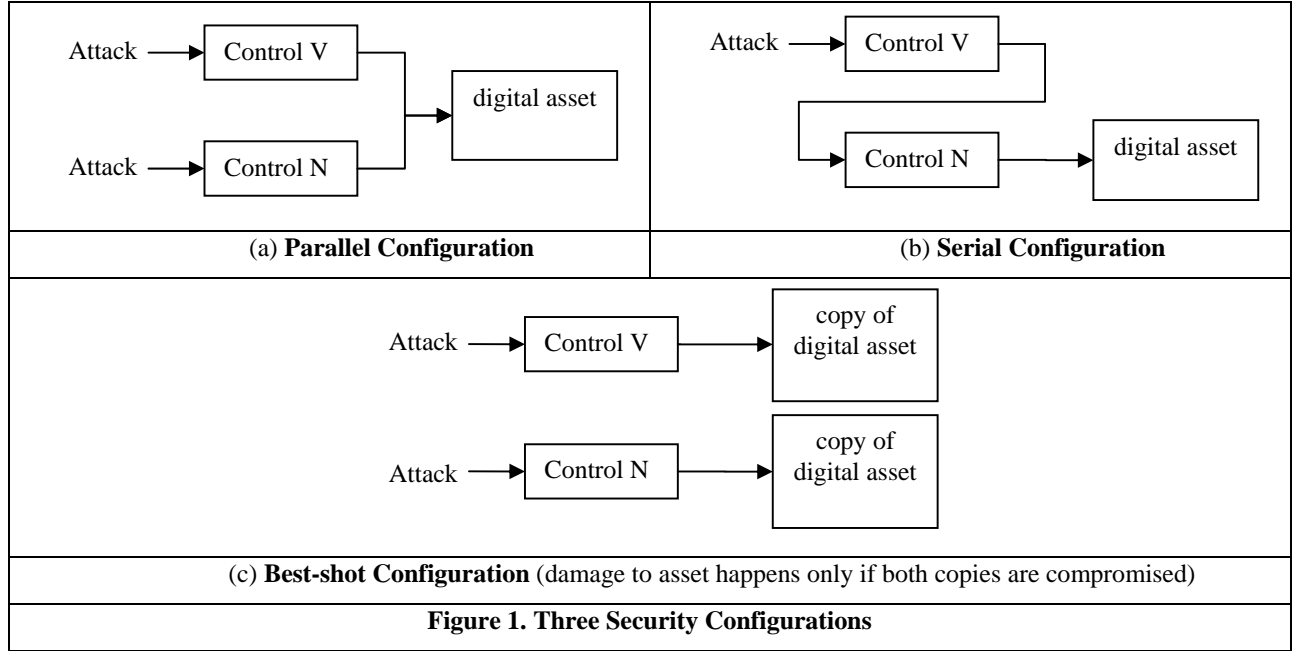 Attack
Control V
digital asset
Attack
Control N
(a) Parallel Configuration
Attack
Control V
Control N
digital asset
(b) Serial Configuration
Attack
Control V
copy of
digital asset
Attack
Control N
copy of
digital asset
(c) Best-shot Configuration (damage to asset happens only if both copies are compromised)
Figure 1. Three Security Configurations